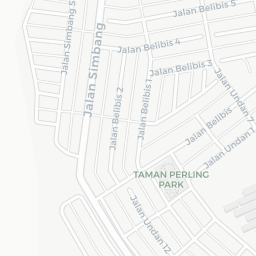 Jalan Belibis 5
Jalan Simbang 5
Jalan Belibis 4
Jalan Simbang
Jalan Belibis 3
Jalan Belibis 2
Jalan Belibis 1
Jalan Undan 7
Jalan Belibis
Jalan Undan 1
TAMAN PERLING
PARK
Jalan Undan 12